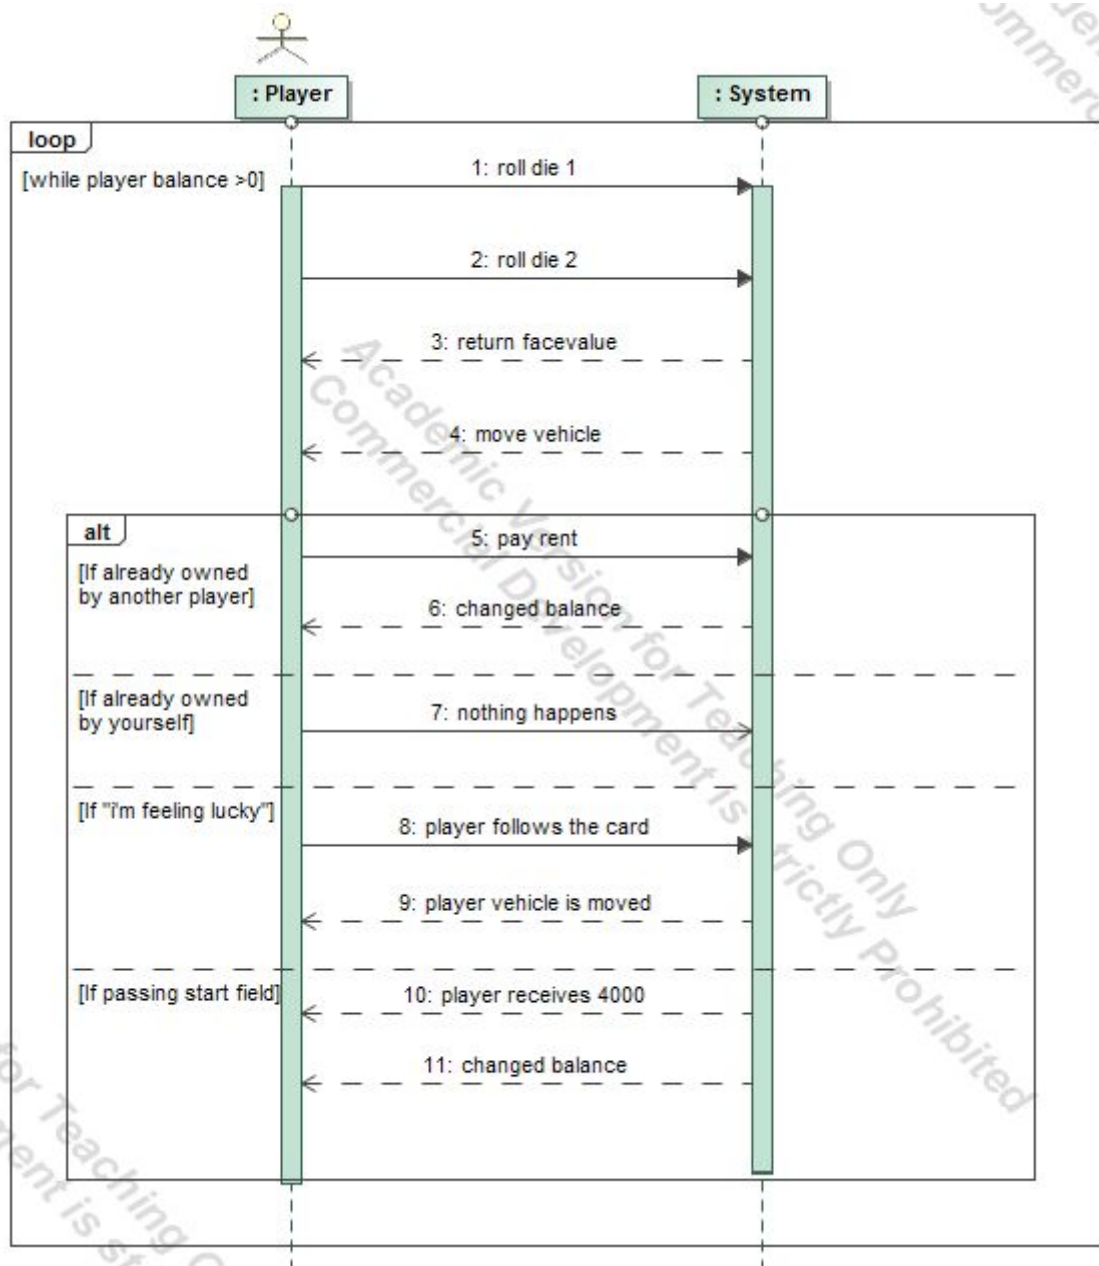 : Player
: System
loop
[while player balance >0]
1: roll die 1
2: roll die 2
3: return facevalue
4: move vehicle
alt
[If already owned
by another player]
5: pay rent
6: changed balance
[If already owned
by yourself]
7: nothing happens
[If "i'm feeling lucky"]
8: player follows the card
9: player vehicle is moved
[If passing start field]
10: player receives 4000
11: changed balance
Academic Version for Teaching Only
Commercial Development is Strictly Prohibited
for Teaching